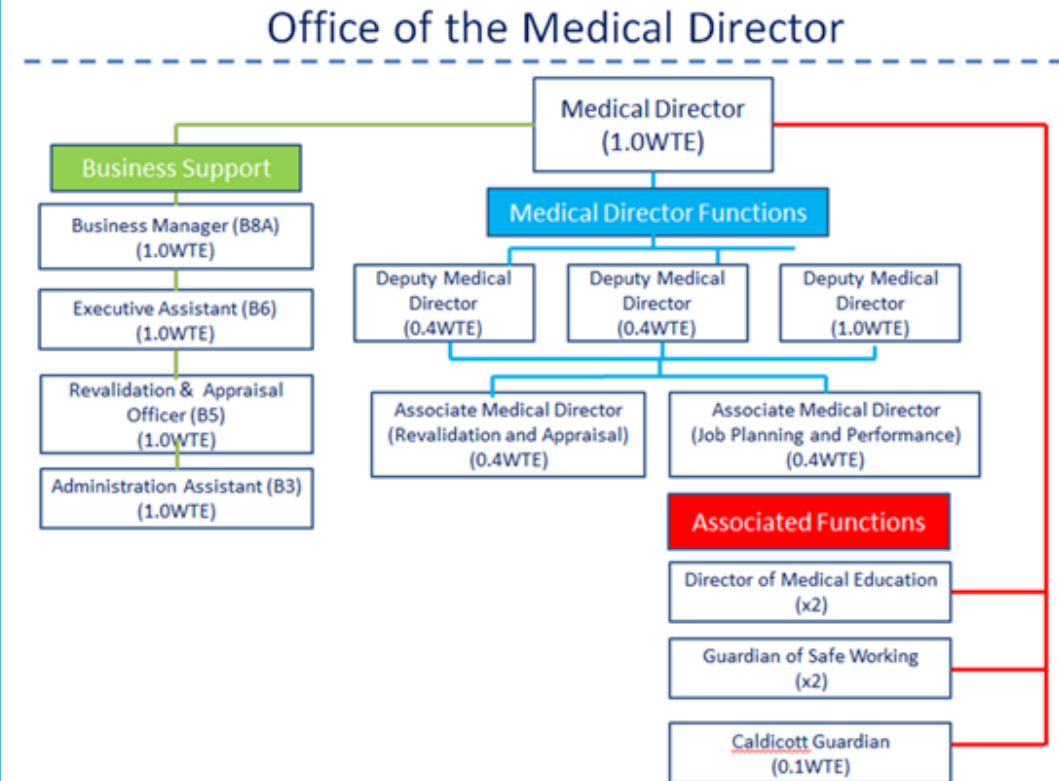 Office of the Medical Director
Medical Director
(1.0WTE)
Business Support
Business Manager (B8A)
(1.0WTE)
Executive Assistant (B6)
(1.0WTE)
Revalidation & Appraisal
Officer (B5)
(1.0WTE)
Administration Assistant (B3)
(1.0WTE)
Medical Director Functions
Deputy Medical
Director
(0.4WTE)
Deputy Medical
Director
(0.4WTE)
Deputy Medical
Director
(1.0WTE)
Associate Medical Director
(Revalidation and Appraisal)
(0.4WTE)
Associate Medical Director
(Job Planning and Performance)
(0.4WTE)
Associated Functions
Director of Medical Education
(x2)
Guardian of Safe Working
(x2)
Caldicott Guardian
(0.1WTE)